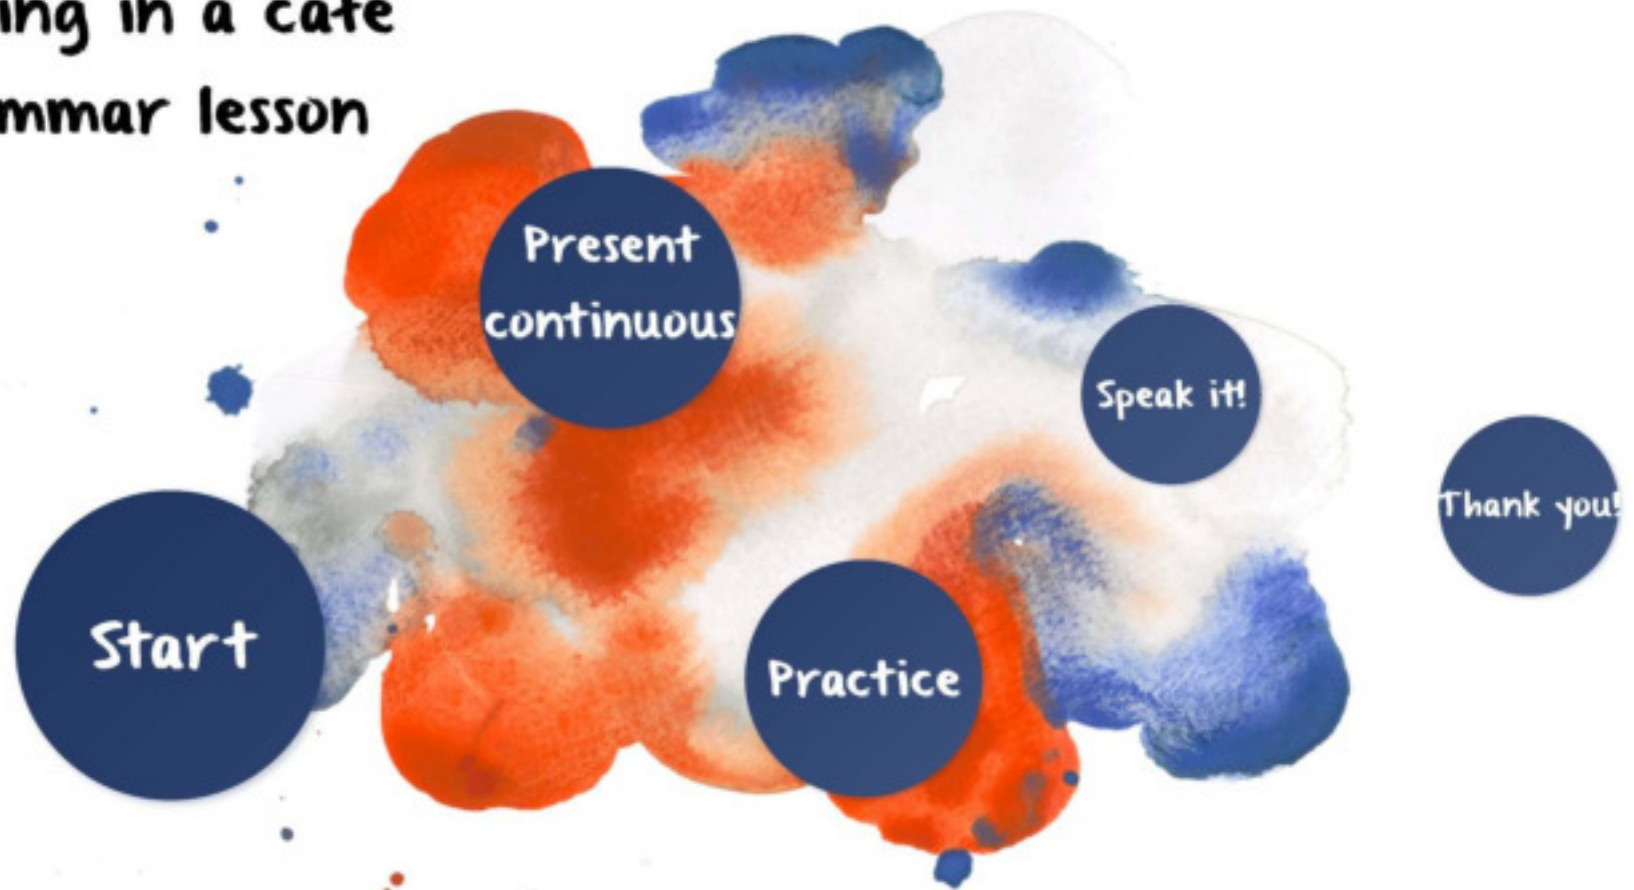 ing in a cafe
mmar lesson
Present
continuous
Speak it!
Thank you!
Start
Practice